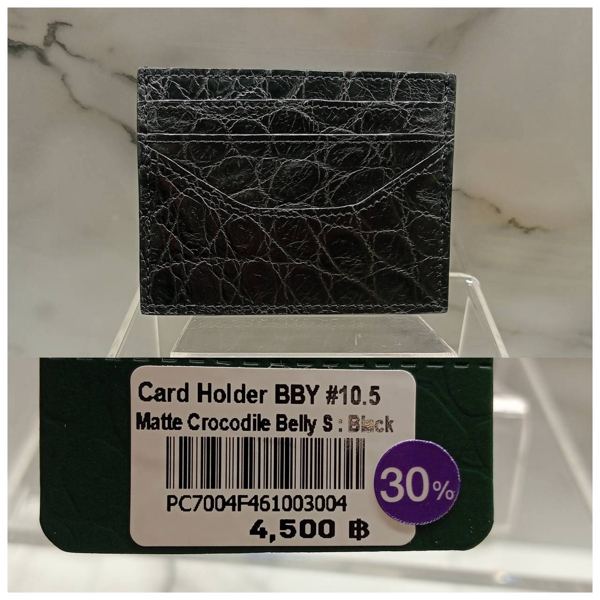 Card Holder BBY #10.5
Matte Crocodile Belly S : Black
PC7004F461003004
4,500 ฿
30%